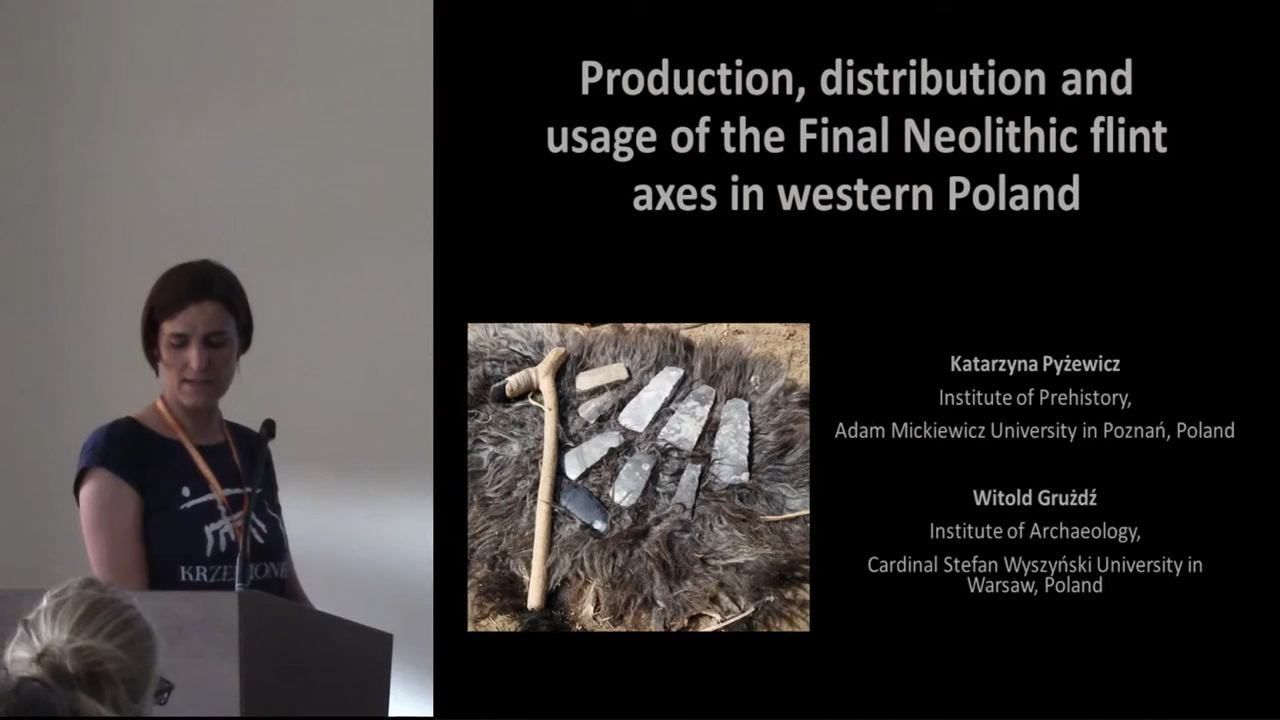 Production, distribution and
usage of the Final Neolithic flint
axes in western Poland
Katarzyna Pyżewicz
Institute of Prehistory,
Adam Mickiewicz University in Poznań, Poland
Witold Grużdź
Institute of Archaeology,
Cardinal Stefan Wyszyński University in
Warsaw, Poland